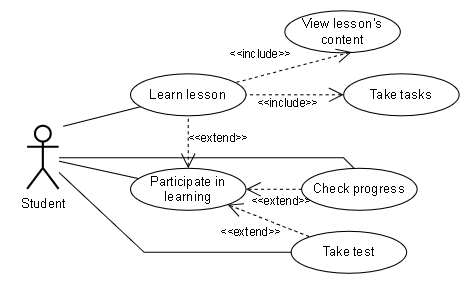 View lesson's
content
<<include>>
Learn lesson
<<include>>
Take tasks
<<extend>>
Student
Participate in
learning
Check progress
<<extend>>
<<extend>>
Take test